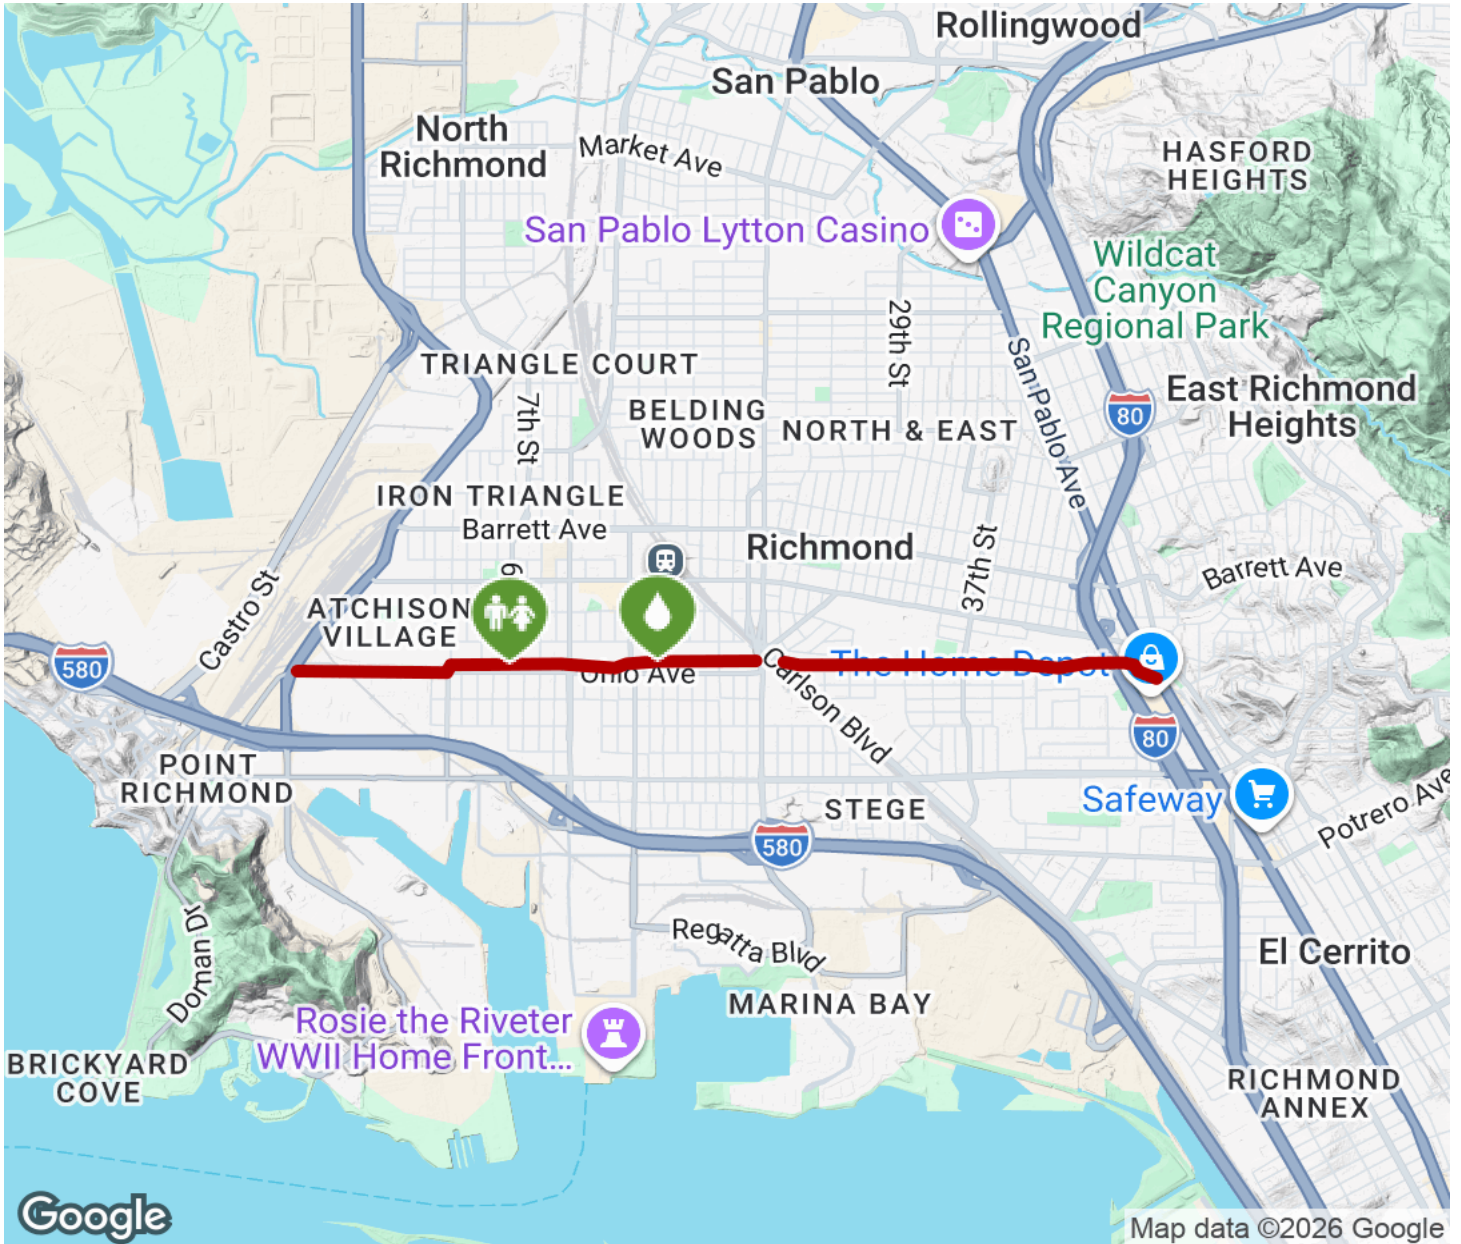 Rollingwood
San Pablo
North
Richmond
Market Ave
HASFORD
HEIGHTS
San Pablo Lytton Casino
Wildcat
Canyon
Regional Park
29th St
San Pablo Ave
TRIANGLE COURT
7th St
BELDING
WOODS
NORTH & EAST
80
East Richmond
Heights
IRON TRIANGLE
Barrett Ave
Richmond
37th St
Barrett Ave
6
Castro St
ATCHISON
VILLAGE
580
Ohio Ave
Carlson Blvd
The Home Depot
80
POINT
RICHMOND
STEGE
Safeway
Potrero Ave
580
Doman Dr
Regatta Blvd
El Cerrito
MARINA BAY
Rosie the Riveter
WWII Home Front...
BRICKYARD
COVE
RICHMOND
ANNEX
Google
Map data ©2026 Google